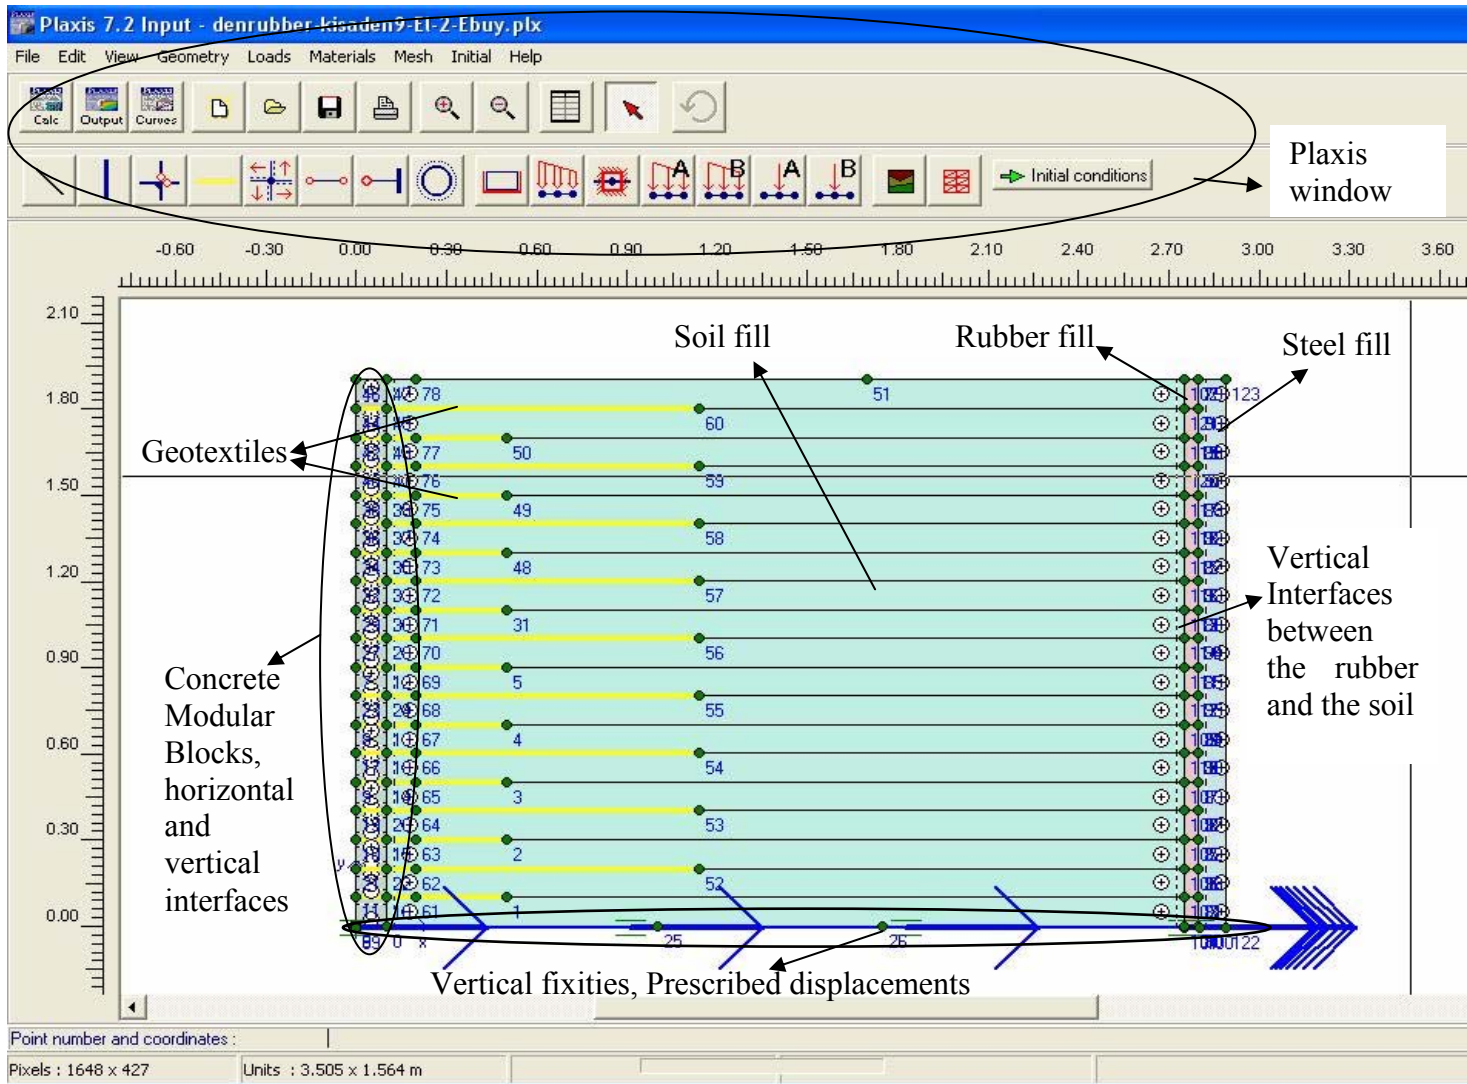 Plaxis 7.2 Input - denrubber-kisaden9-El-2-Ebuy.plx
File Edit View Geometry Loads Materials Mesh Initial Help
Calc Output Curves
A B A B Initial conditions
Plaxis
window
-0.60 -0.30 0.00 0.30 0.60 0.90 1.20 1.50 1.80 2.10 2.40 2.70 3.00 3.30 3.60
2.10
Soil fill Rubber fill Steel fill
1.80
78 51 123
60
Geotextiles
77 50
76 59
1.50
75 49
74 58
73 48
1.20
72 57
71 31
70 56
Vertical
Interfaces
between
the rubber
and the soil
0.90
69 5
68 55
67 4
0.60
66 54
65 3
64 53
0.30
63 2
62 52
61 1
Concrete
Modular
Blocks,
horizontal
and
vertical
interfaces
0.00
y
0 x 25 26 122
Vertical fixities, Prescribed displacements
Point number and coordinates :
Pixels : 1648 x 427 Units : 3.505 x 1.564 m